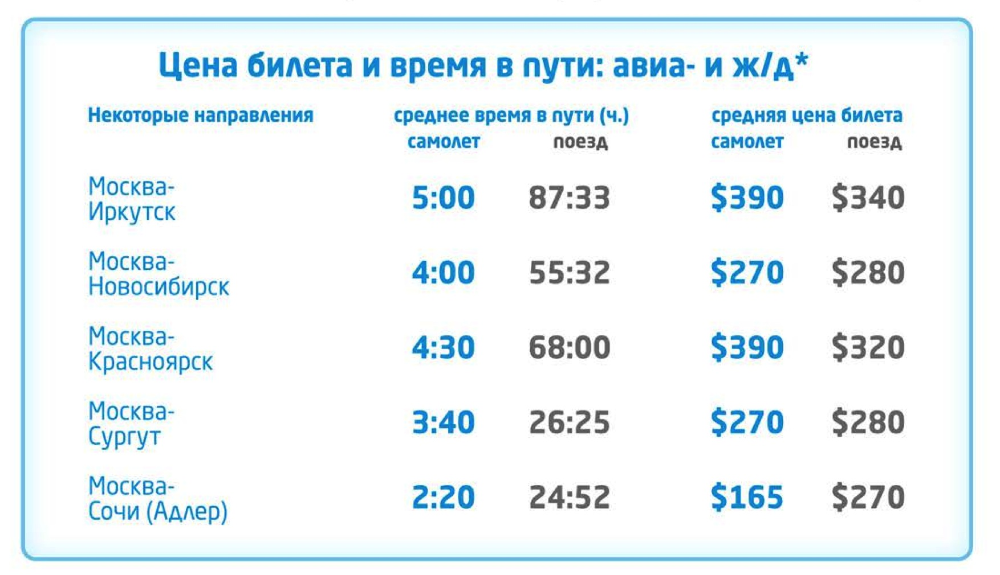 Цена билета и время в пути: авиа- и ж/д*
Некоторые направления среднее время в пути (ч.) средняя цена билета
самолет поезд самолет поезд
Москва-
Иркутск 5:00 87:33 $390 $340
Москва-
Новосибирск 4:00 55:32 $270 $280
Москва-
Красноярск 4:30 68:00 $390 $320
Москва-
Сургут 3:40 26:25 $270 $280
Москва-
Сочи (Адлер) 2:20 24:52 $165 $270